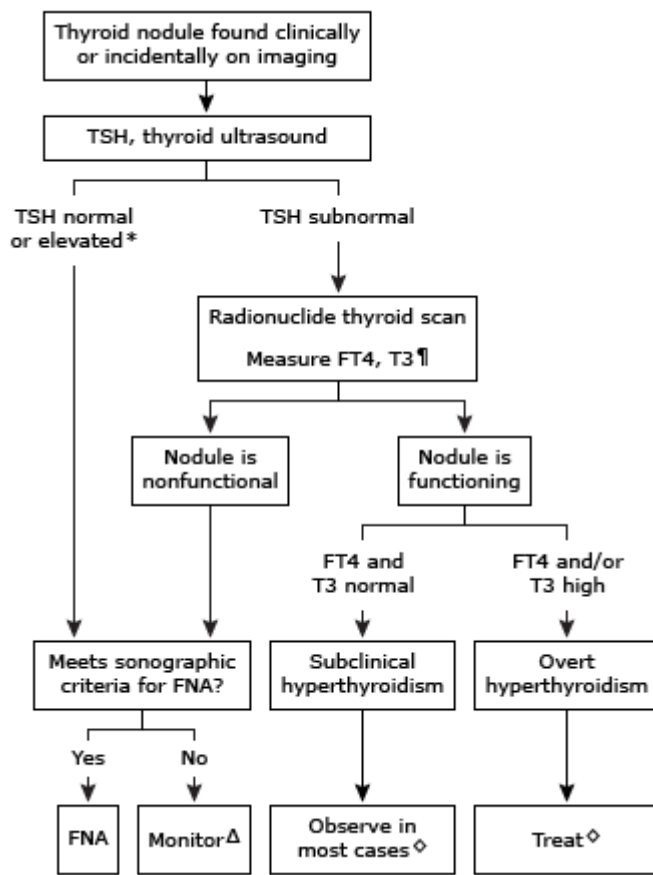 Thyroid nodule found clinically
or incidentally on imaging
TSH, thyroid ultrasound
TSH normal
or elevated*
TSH subnormal
Radionuclide thyroid scan
Measure FT4, T3¶
Nodule is
nonfunctional
Nodule is
functioning
FT4 and
T3 normal
FT4 and/or
T3 high
Meets sonographic
criteria for FNA?
Subclinical
hyperthyroidism
Overt
hyperthyroidism
Yes
No
FNA
MonitorΔ
Observe in
most cases◇
Treat◇